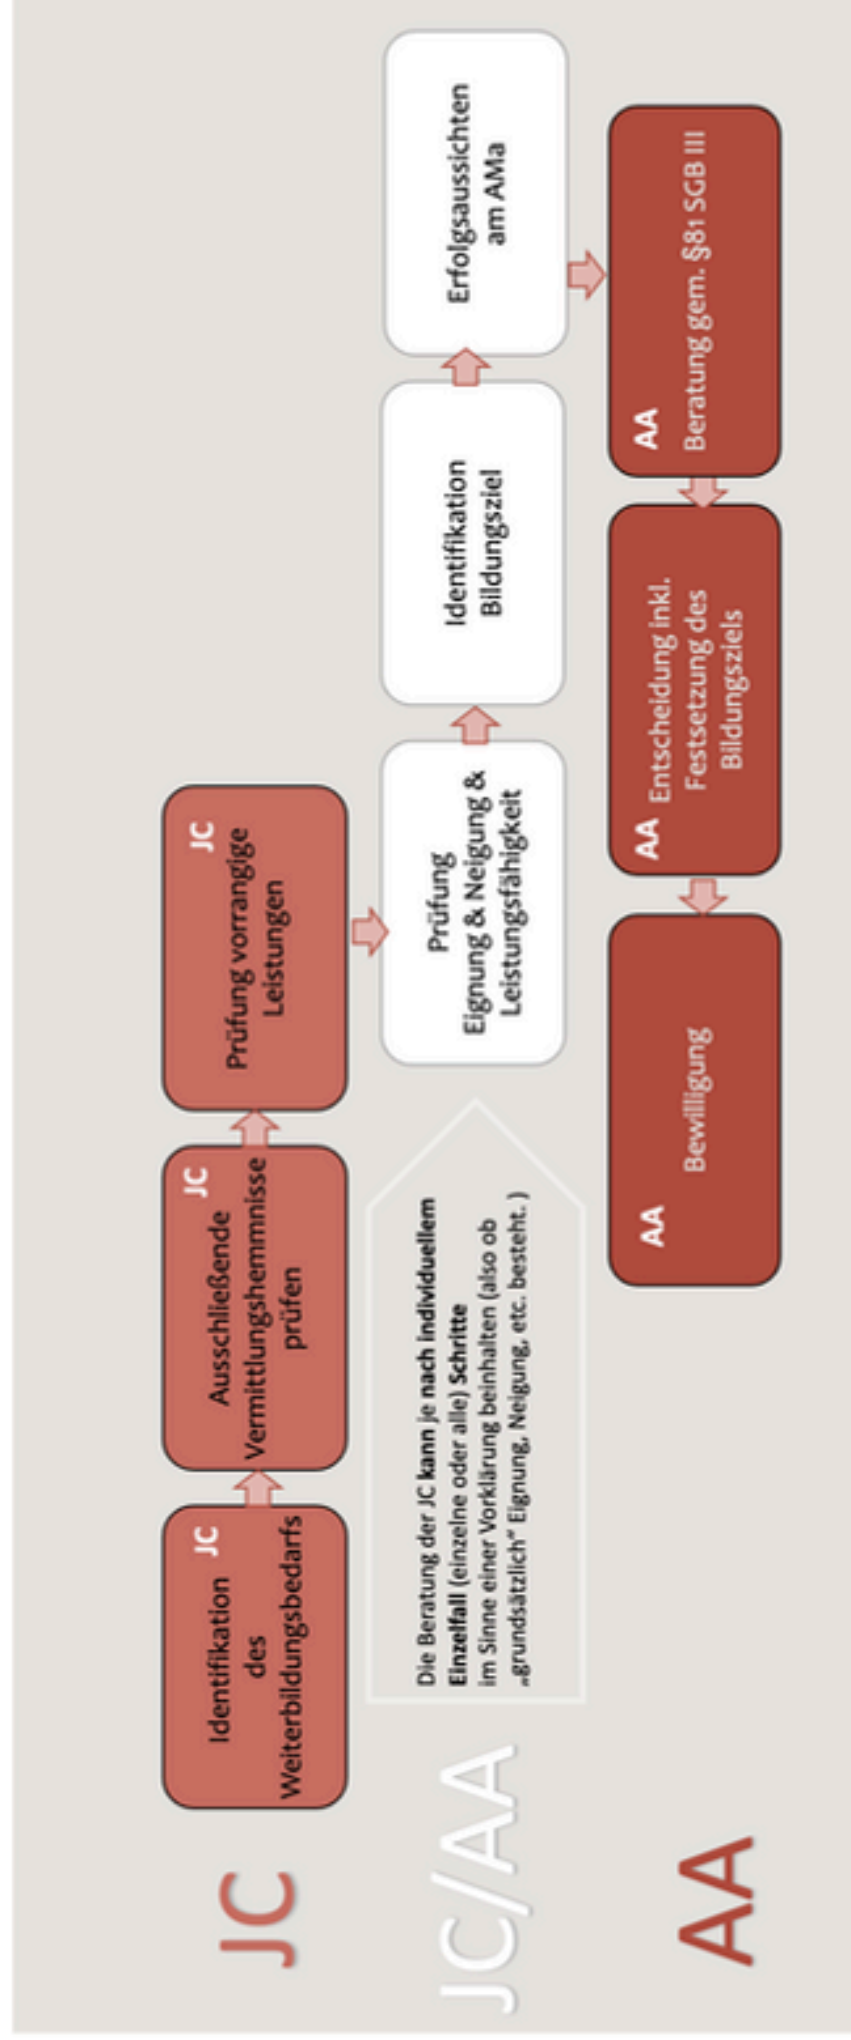 JC
Identifikation
des
Weiterbildungsbedarfs
JC
Ausschließende
Vermittlungshemmnisse
prüfen
JC
Prüfung vorrangige
Leistungen
JC
JC/AA
Die Beratung der JC kann je nach individuellem
Einzelfall (einzelne oder alle) Schritte
im Sinne einer Vorklärung beinhalten (also ob
„grundsätzlich“ Eignung, Neigung, etc. besteht. )
Prüfung
Eignung & Neigung &
Leistungsfähigkeit
Identifikation
Bildungsziel
Erfolgsaussichten
am AMa
AA
AA
Bewilligung
AA
Entscheidung inkl.
Festsetzung des
Bildungsziels
AA
Beratung gem. §81 SGB III